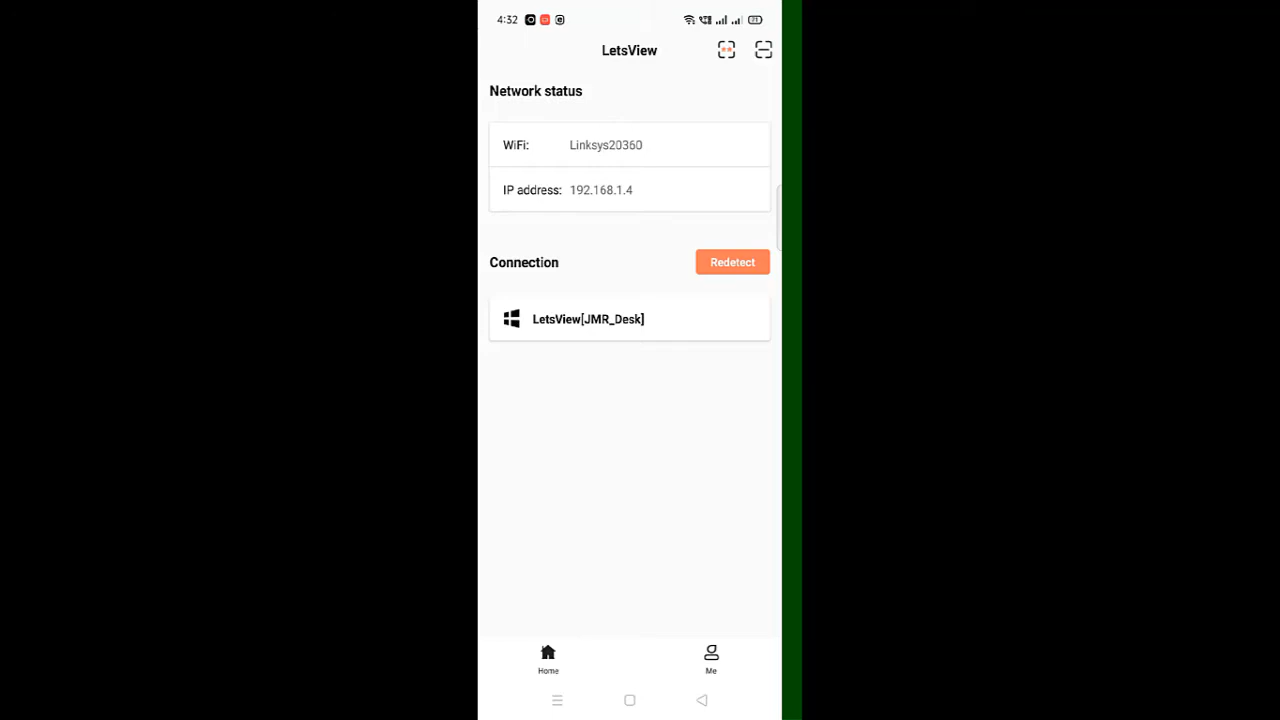 4:32
21
LetsView
Network status
WiFi: Linksys20360
IP address: 192.168.1.4
Connection
Redetect
LetsView[JMR_Desk]
Home
Me